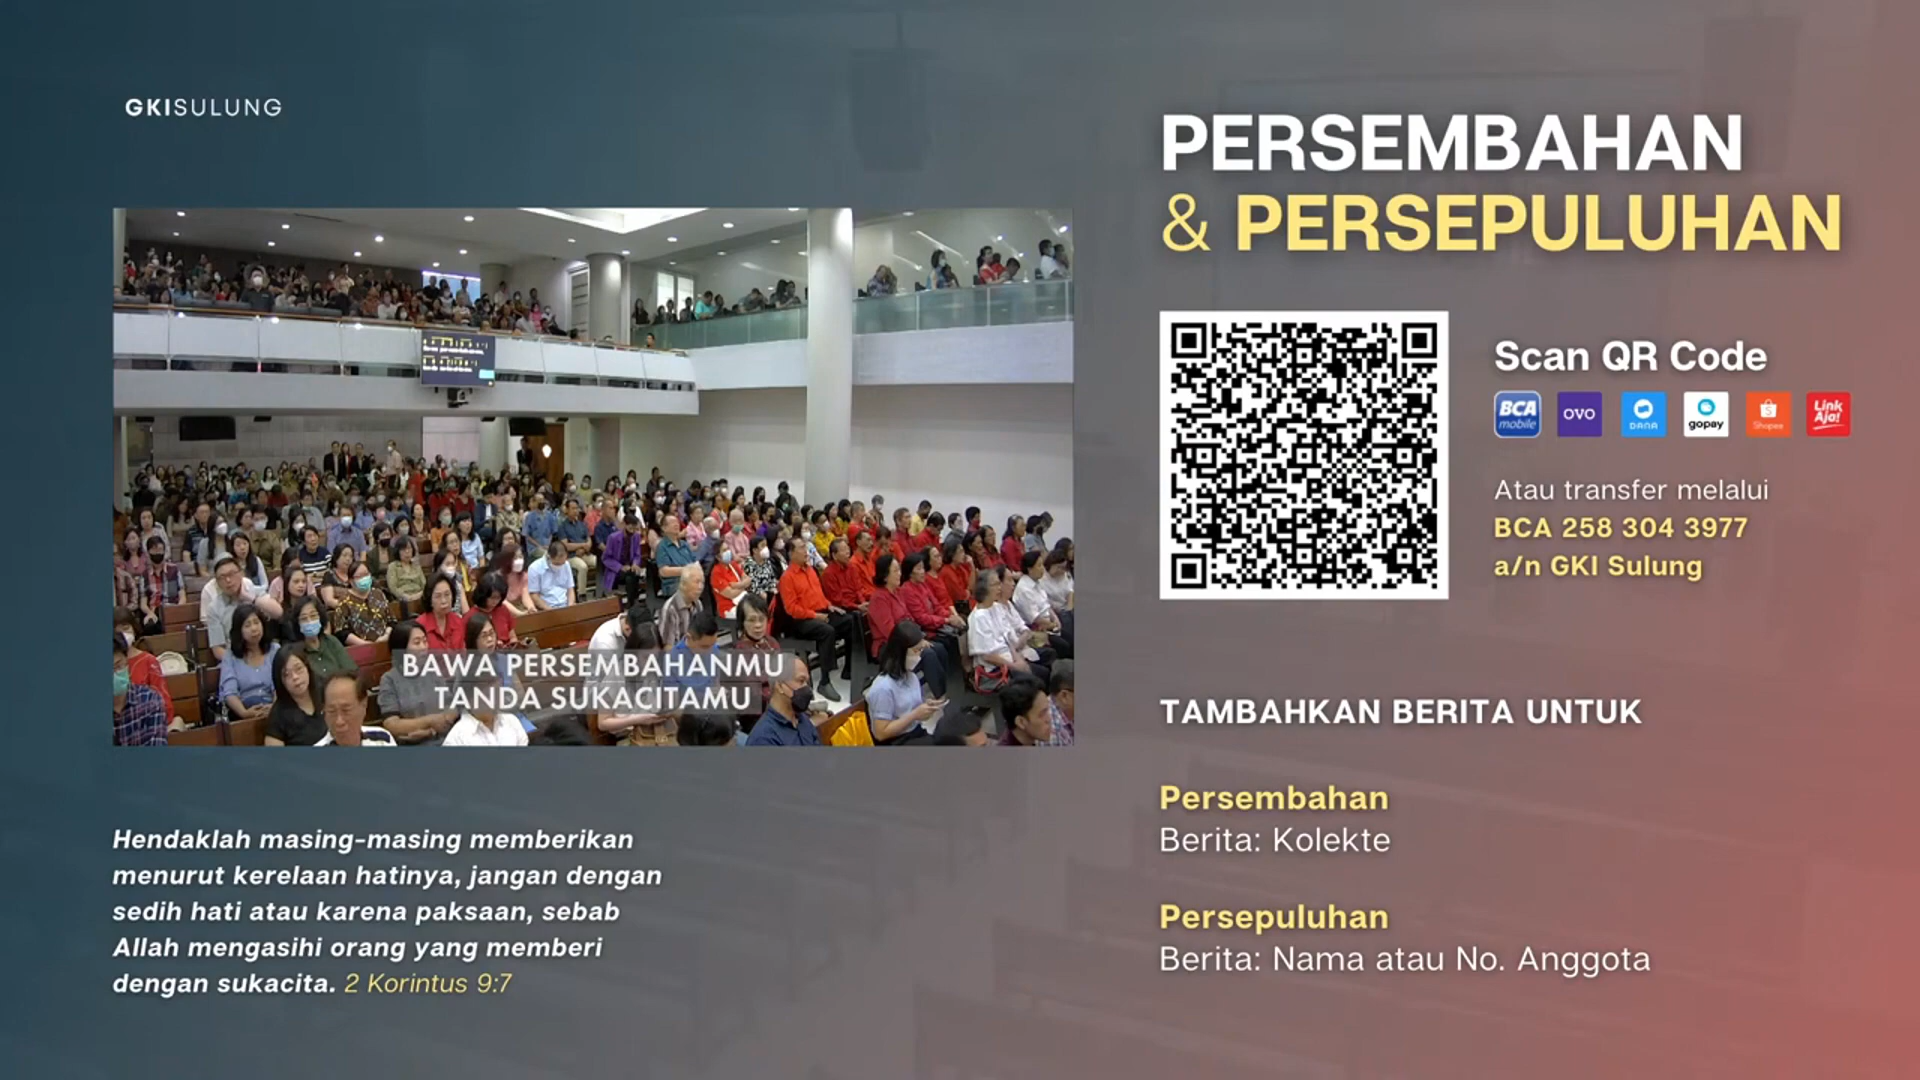 GKISULUNG
PERSEMBAHAN
& PERSEPULUHAN
Scan QR Code
BCA mobile
OVO
DANA
gopay
Shopee
Link Aja!
Atau transfer melalui
BCA 258 304 3977
a/n GKI Sulung
BAWA PERSEMBAHANMU
TANDA SUKACITAMU
TAMBAHKAN BERITA UNTUK
Persembahan
Berita: Kolekte
Persepuluhan
Berita: Nama atau No. Anggota
Hendaklah masing-masing memberikan
menurut kerelaan hatinya, jangan dengan
sedih hati atau karena paksaan, sebab
Allah mengasihi orang yang memberi
dengan sukacita. 2 Korintus 9:7